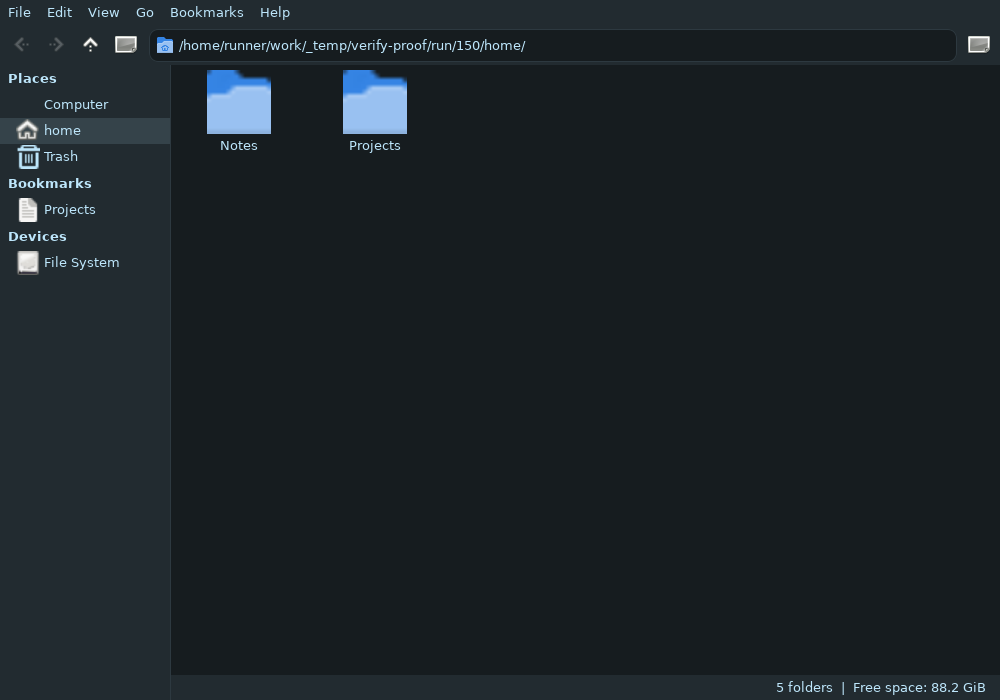 File Edit View Go Bookmarks Help
/home/runner/work/_temp/verify-proof/run/150/home/
Places
Computer
home
Trash
Bookmarks
Projects
Devices
File System
Notes
Projects
5 folders | Free space: 88.2 GiB